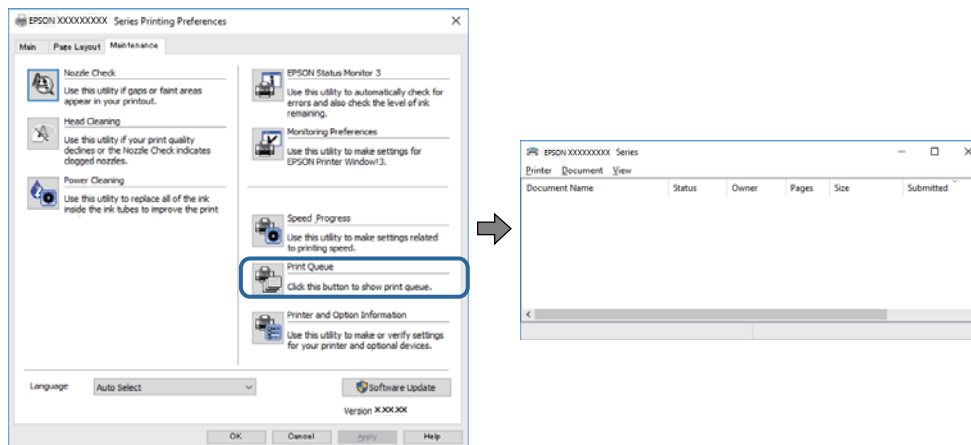 EPSON XXXXXXXXX Series Printing Preferences
Main Page Layout Maintenance
Nozzle Check
Use this utility if gaps or faint areas
appear in your printout.
Head Cleaning
Use this utility if your print quality
declines or the Nozzle Check indicates
clogged nozzles.
Power Cleaning
Use this utility to replace all of the ink
inside the ink tubes to improve the print
EPSON Status Monitor 3
Use this utility to automatically check for
errors and also check the level of ink
remaining.
Monitoring Preferences
Use this utility to make settings for
EPSON Printer Window!3.
Speed_Progress
Use this utility to make settings related
to printing speed.
Print Queue
Click this button to show print queue.
Printer and Option Information
Use this utility to make or verify settings
for your printer and optional devices.
Language Auto Select
Software Update
Version X.XX.XX
OK Cancel Apply Help
EPSON XXXXXXXXX Series
Printer Document View
Document Name Status Owner Pages Size Submitted